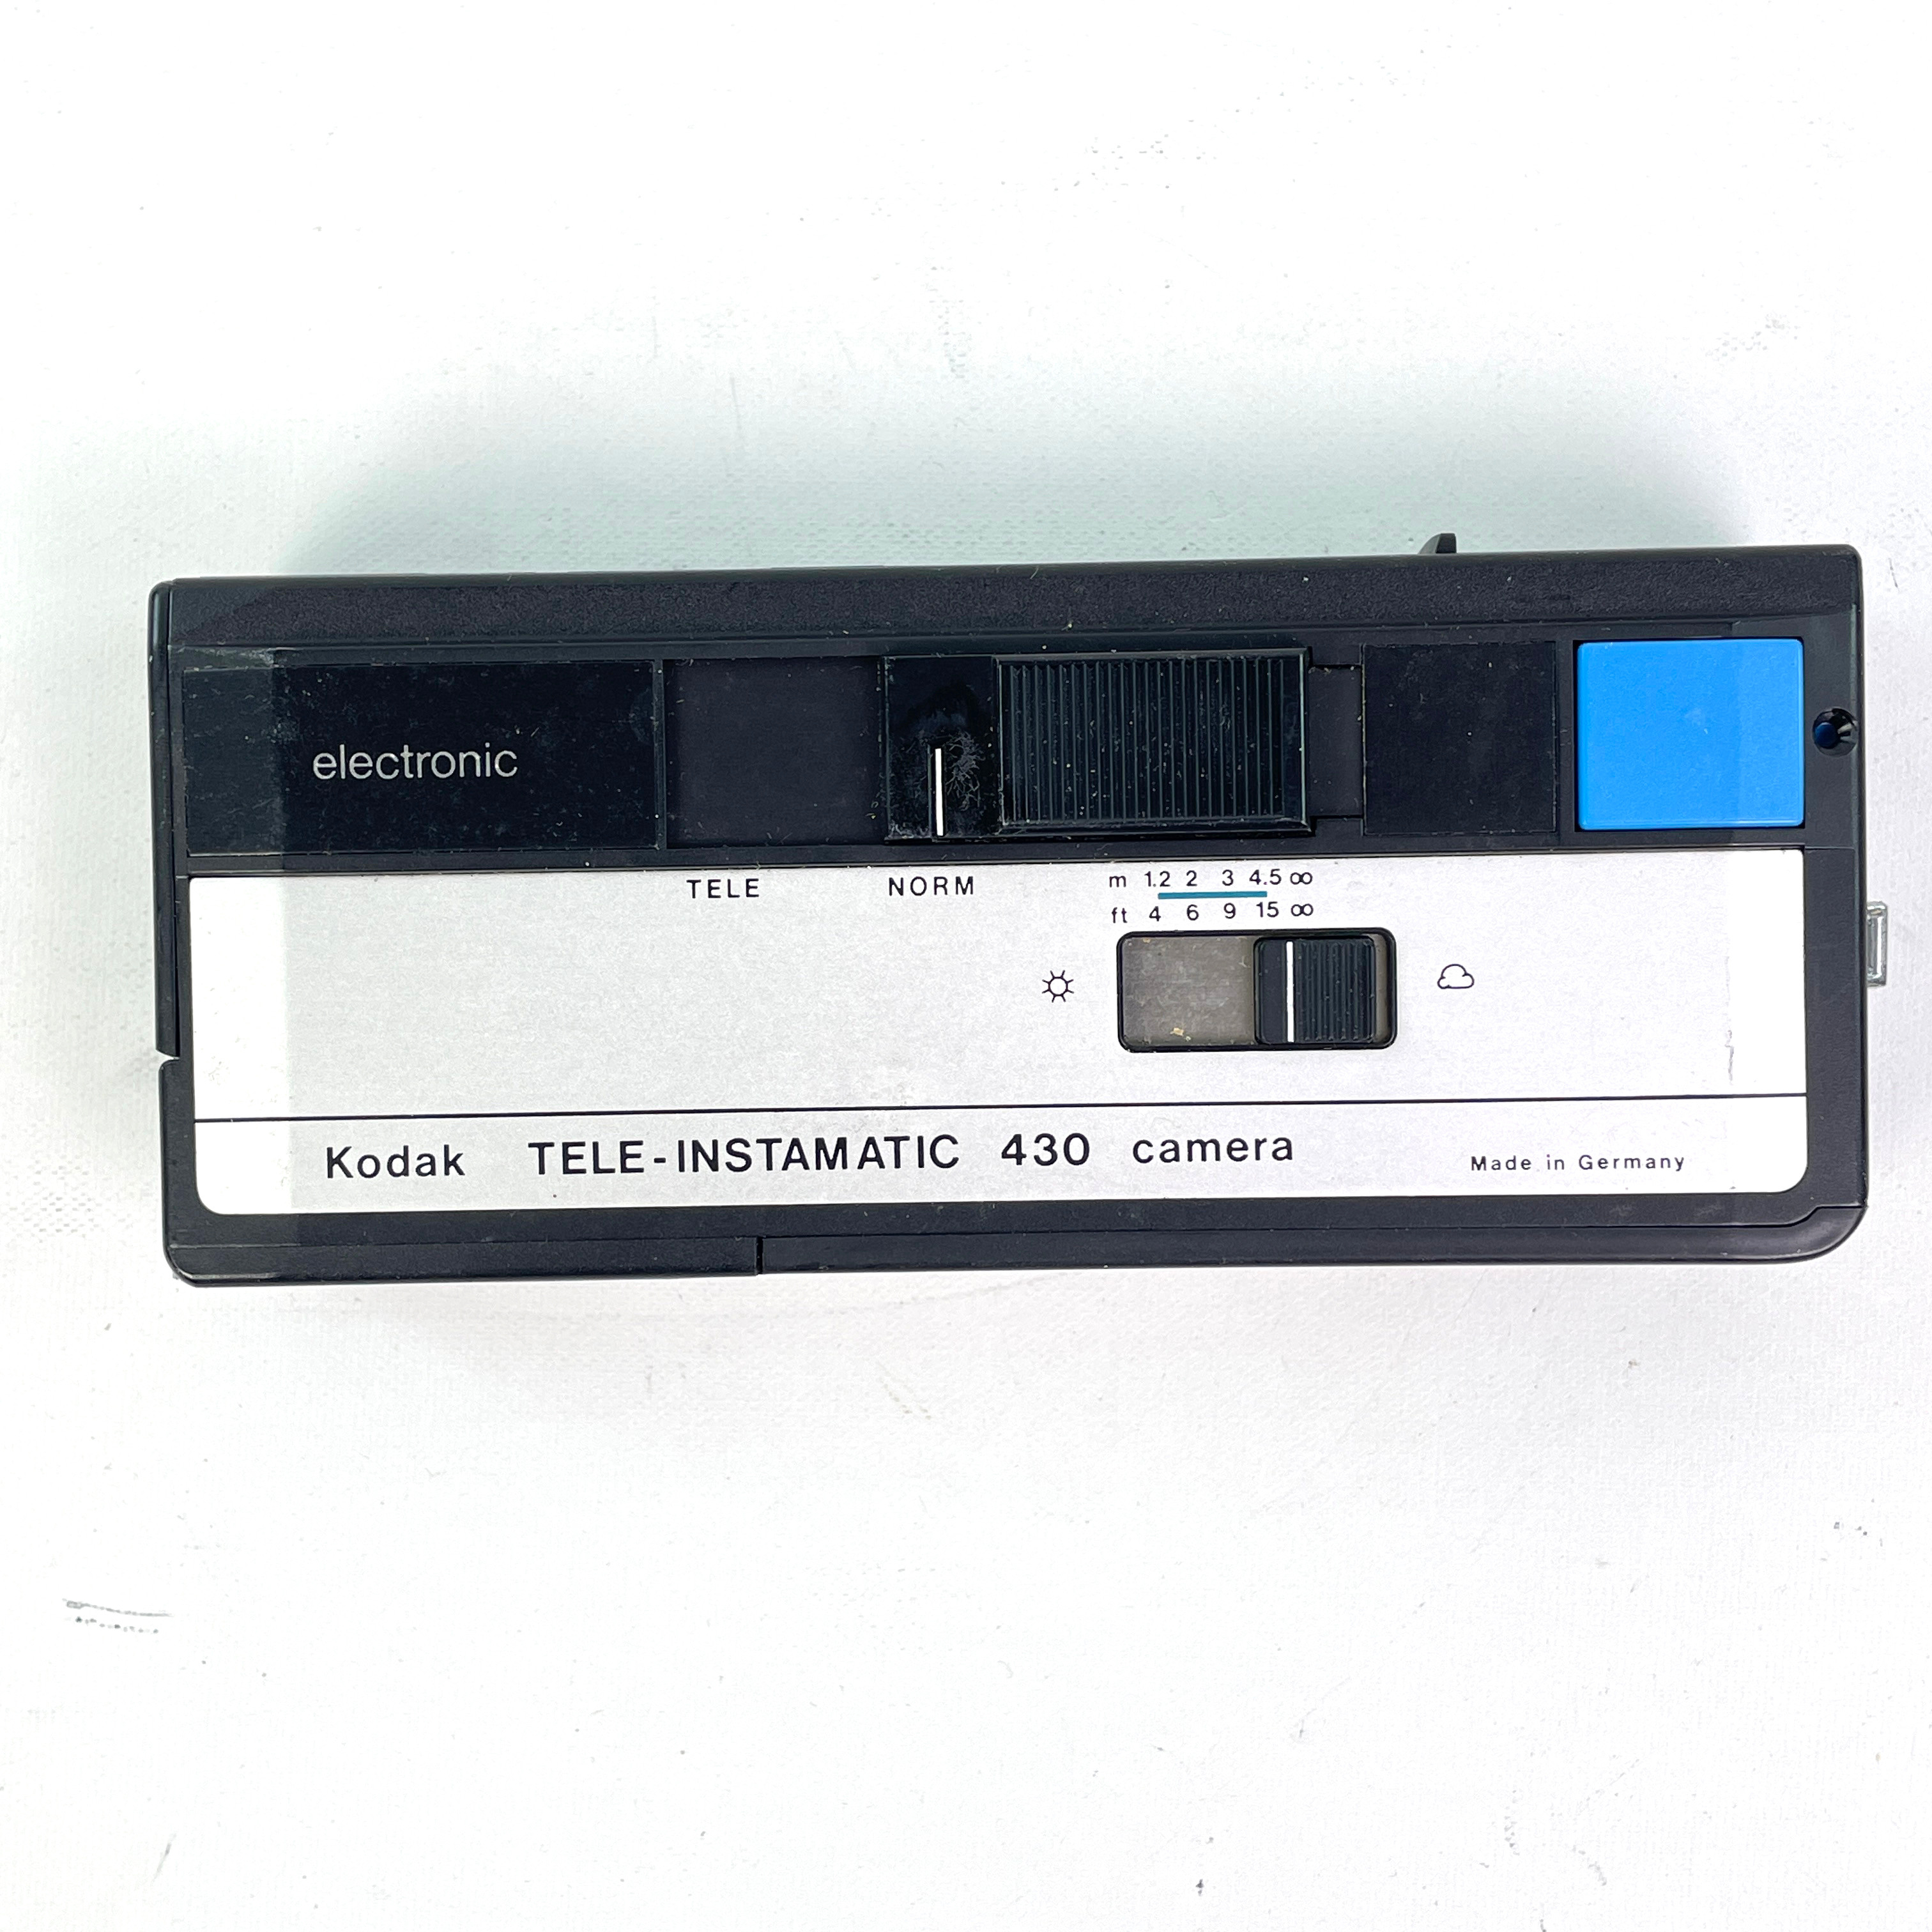 electronic
TELE NORM
m 1.2 2 3 4.5 ∞
ft 4 6 9 15 ∞
Kodak TELE-INSTAMATIC 430 camera
Made in Germany